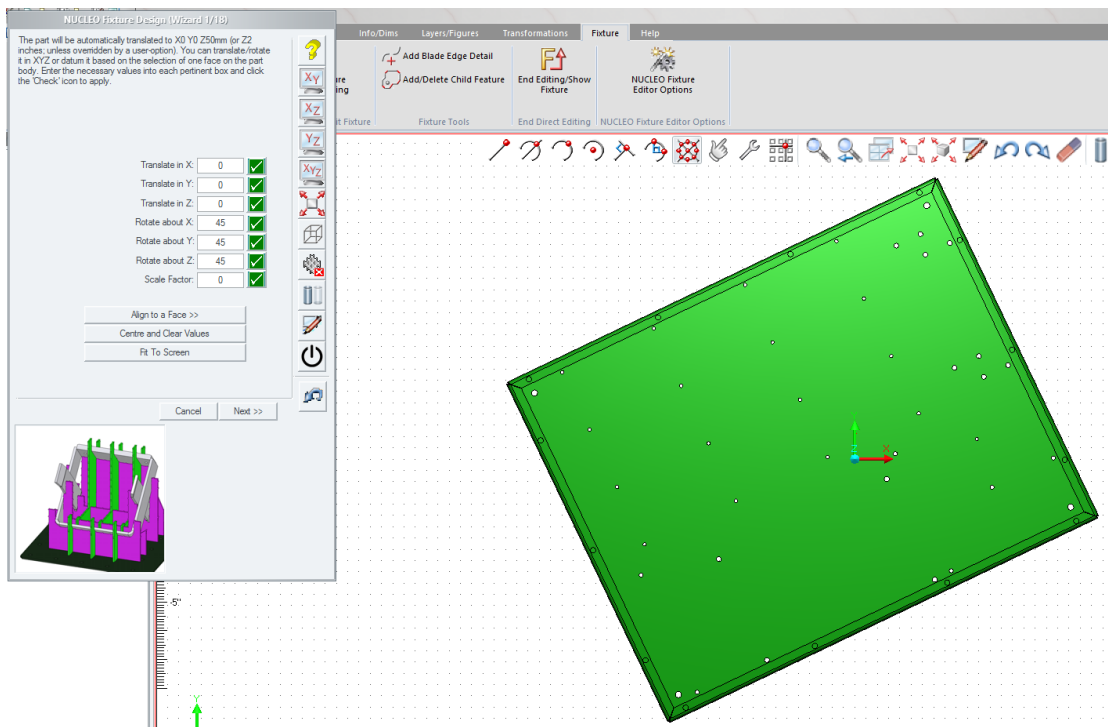 NUCLEO Fixture Design (Wizard 1/18)
The part will be automatically translated to X0 Y0 Z50mm (or Z2
inches; unless overridden by a user-option). You can translate/rotate
it in XYZ or datum it based on the selection of one face on the part
body. Enter the necessary values into each pertinent box and click
the 'Check' icon to apply.
Translate in X: 0
Translate in Y: 0
Translate in Z: 0
Rotate about X: 45
Rotate about Y: 45
Rotate about Z: 45
Scale Factor: 0
Align to a Face >>
Centre and Clear Values
Fit To Screen
Cancel Next >>
?
XY
XZ
YZ
XYZ
Info/Dims Layers/Figures Transformations Fixture Help
Add Blade Edge Detail
Add/Delete Child Feature
End Editing/Show
Fixture
NUCLEO Fixture
Editor Options
Fixture Tools End Direct Editing NUCLEO Fixture Editor Options
Z
X
-5"
Y